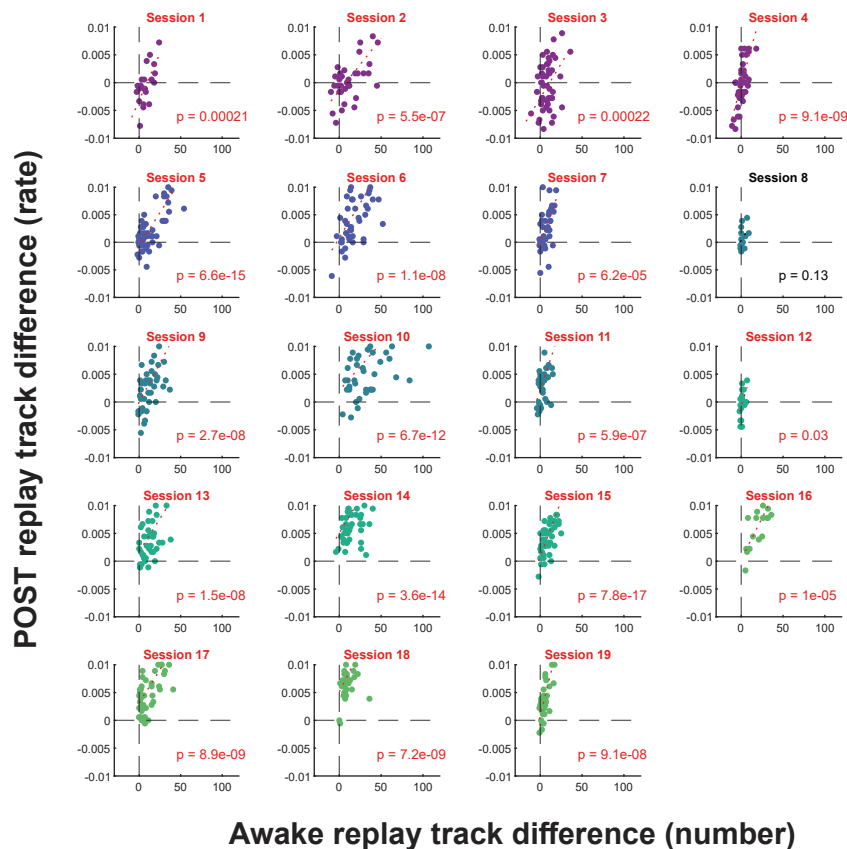 POST replay track difference (rate)
Session 1
0.01
0.005
0
-0.005
-0.01
p = 0.00021
0 50 100
Session 2
0.01
0.005
0
-0.005
-0.01
p = 5.5e-07
0 50 100
Session 3
0.01
0.005
0
-0.005
-0.01
p = 0.00022
0 50 100
Session 4
0.01
0.005
0
-0.005
-0.01
p = 9.1e-09
0 50 100
Session 5
0.01
0.005
0
-0.005
-0.01
p = 6.6e-15
0 50 100
Session 6
0.01
0.005
0
-0.005
-0.01
p = 1.1e-08
0 50 100
Session 7
0.01
0.005
0
-0.005
-0.01
p = 6.2e-05
0 50 100
Session 8
0.01
0.005
0
-0.005
-0.01
p = 0.13
0 50 100
Session 9
0.01
0.005
0
-0.005
-0.01
p = 2.7e-08
0 50 100
Session 10
0.01
0.005
0
-0.005
-0.01
p = 6.7e-12
0 50 100
Session 11
0.01
0.005
0
-0.005
-0.01
p = 5.9e-07
0 50 100
Session 12
0.01
0.005
0
-0.005
-0.01
p = 0.03
0 50 100
Session 13
0.01
0.005
0
-0.005
-0.01
p = 1.5e-08
0 50 100
Session 14
0.01
0.005
0
-0.005
-0.01
p = 3.6e-14
0 50 100
Session 15
0.01
0.005
0
-0.005
-0.01
p = 7.8e-17
0 50 100
Session 16
0.01
0.005
0
-0.005
-0.01
p = 1e-05
0 50 100
Session 17
0.01
0.005
0
-0.005
-0.01
p = 8.9e-09
0 50 100
Session 18
0.01
0.005
0
-0.005
-0.01
p = 7.2e-09
0 50 100
Session 19
0.01
0.005
0
-0.005
-0.01
p = 9.1e-08
0 50 100
Awake replay track difference (number)